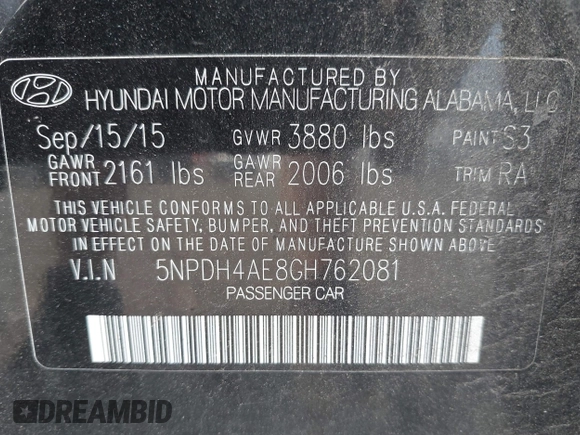 MANUFACTURED BY
HYUNDAI MOTOR MANUFACTURING ALABAMA, LLC
Sep/15/15 GVWR 3880 lbs PAINT S3
GAWR FRONT 2161 lbs GAWR REAR 2006 lbs TRIM RA
THIS VEHICLE CONFORMS TO ALL APPLICABLE U.S.A. FEDERAL
MOTOR VEHICLE SAFETY, BUMPER, AND THEFT PREVENTION STANDARDS
IN EFFECT ON THE DATE OF MANUFACTURE SHOWN ABOVE.
V.I.N 5NPDH4AE8GH762081
PASSENGER CAR
DREAMBID